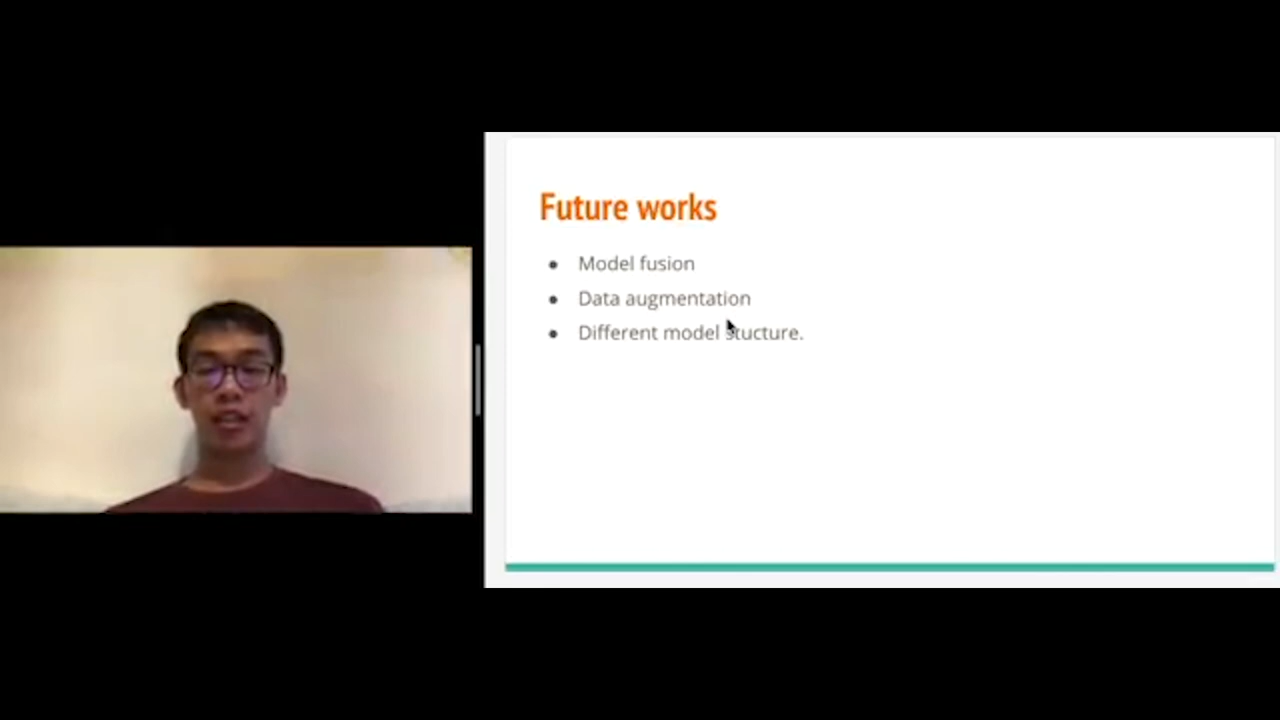 Future works
● Model fusion
● Data augmentation
● Different model stucture.